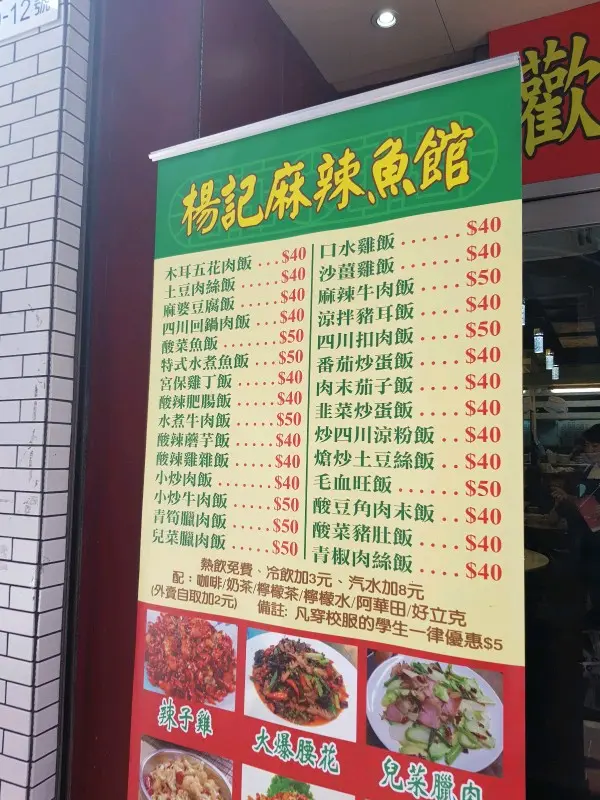 楊記麻辣魚館
木耳五花肉飯...$40
土豆肉絲飯....$40
麻婆豆腐飯....$40
四川回鍋肉飯...$40
酸菜魚飯......$50
特式水煮魚飯...$50
宮保雞丁飯....$40
酸辣肥腸飯....$40
水煮牛肉飯.....$50
酸辣蘑芋飯.....$40
酸辣雞雜飯.....$40
小炒肉飯......$40
小炒牛肉飯.....$50
青筍臘肉飯.....$50
兒菜臘肉飯.....$50
口水雞飯......$40
沙薑雞飯......$40
麻辣牛肉飯....$50
涼拌豬耳飯....$40
四川扣肉飯....$50
番茄炒蛋飯....$40
肉末茄子飯....$40
韭菜炒蛋飯....$40
炒四川涼粉飯..$40
熗炒土豆絲飯..$40
毛血旺飯......$50
酸豆角肉末飯..$40
酸菜豬肚飯....$40
青椒肉絲飯....$40
熱飲免費、冷飲加3元、汽水加8元
配：咖啡/奶茶/檸檬茶/檸檬水/阿華田/好立克
(外賣自取加2元) 備註: 凡穿校服的學生一律優惠$5
辣子雞
大爆腰花
兒菜臘肉
歡